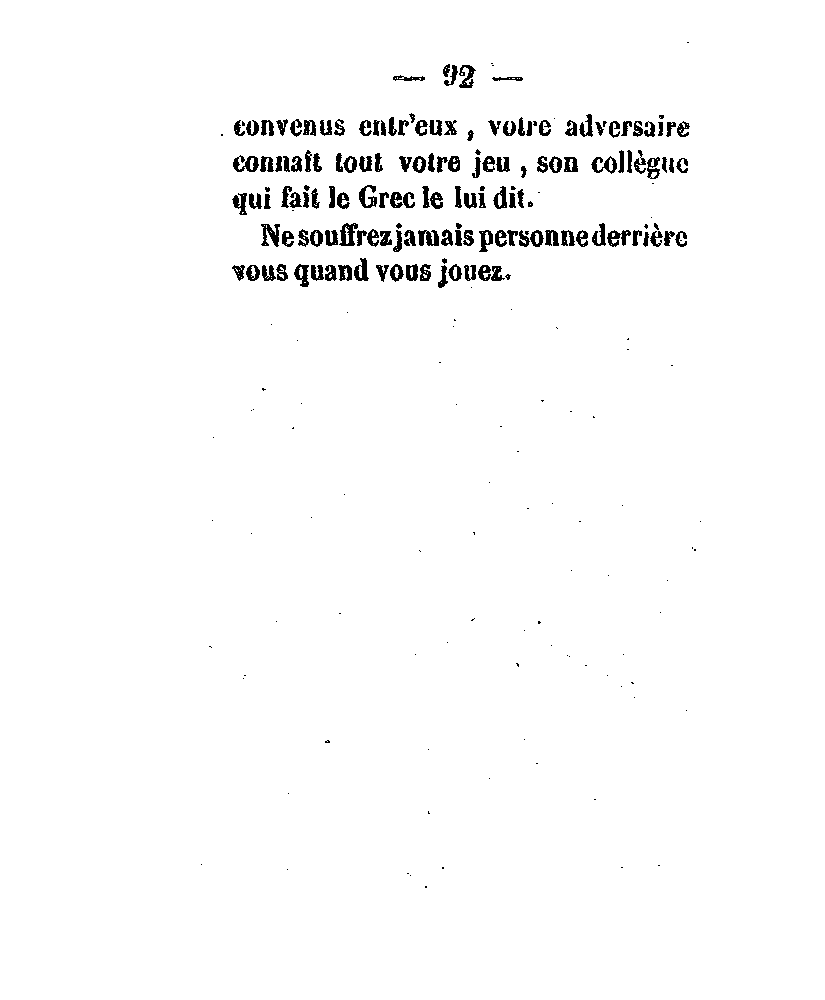 — 92 —
convenus entr'eux, votre adversaire
connaît tout votre jeu, son collègue
qui fait le Grec le lui dit.
Ne souffrez jamais personne derrière
vous quand vous jouez.